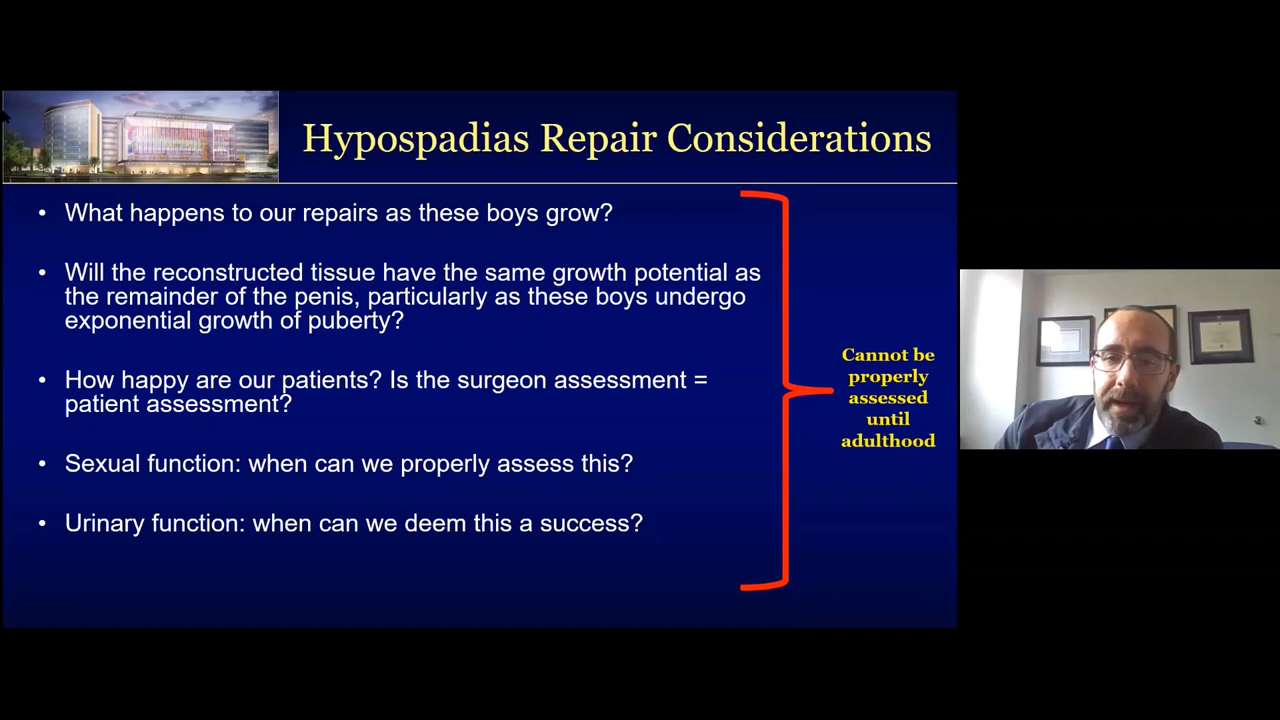 Hypospadias Repair Considerations
• What happens to our repairs as these boys grow?
• Will the reconstructed tissue have the same growth potential as
the remainder of the penis, particularly as these boys undergo
exponential growth of puberty?
• How happy are our patients? Is the surgeon assessment =
patient assessment?
• Sexual function: when can we properly assess this?
• Urinary function: when can we deem this a success?
Cannot be
properly
assessed
until
adulthood